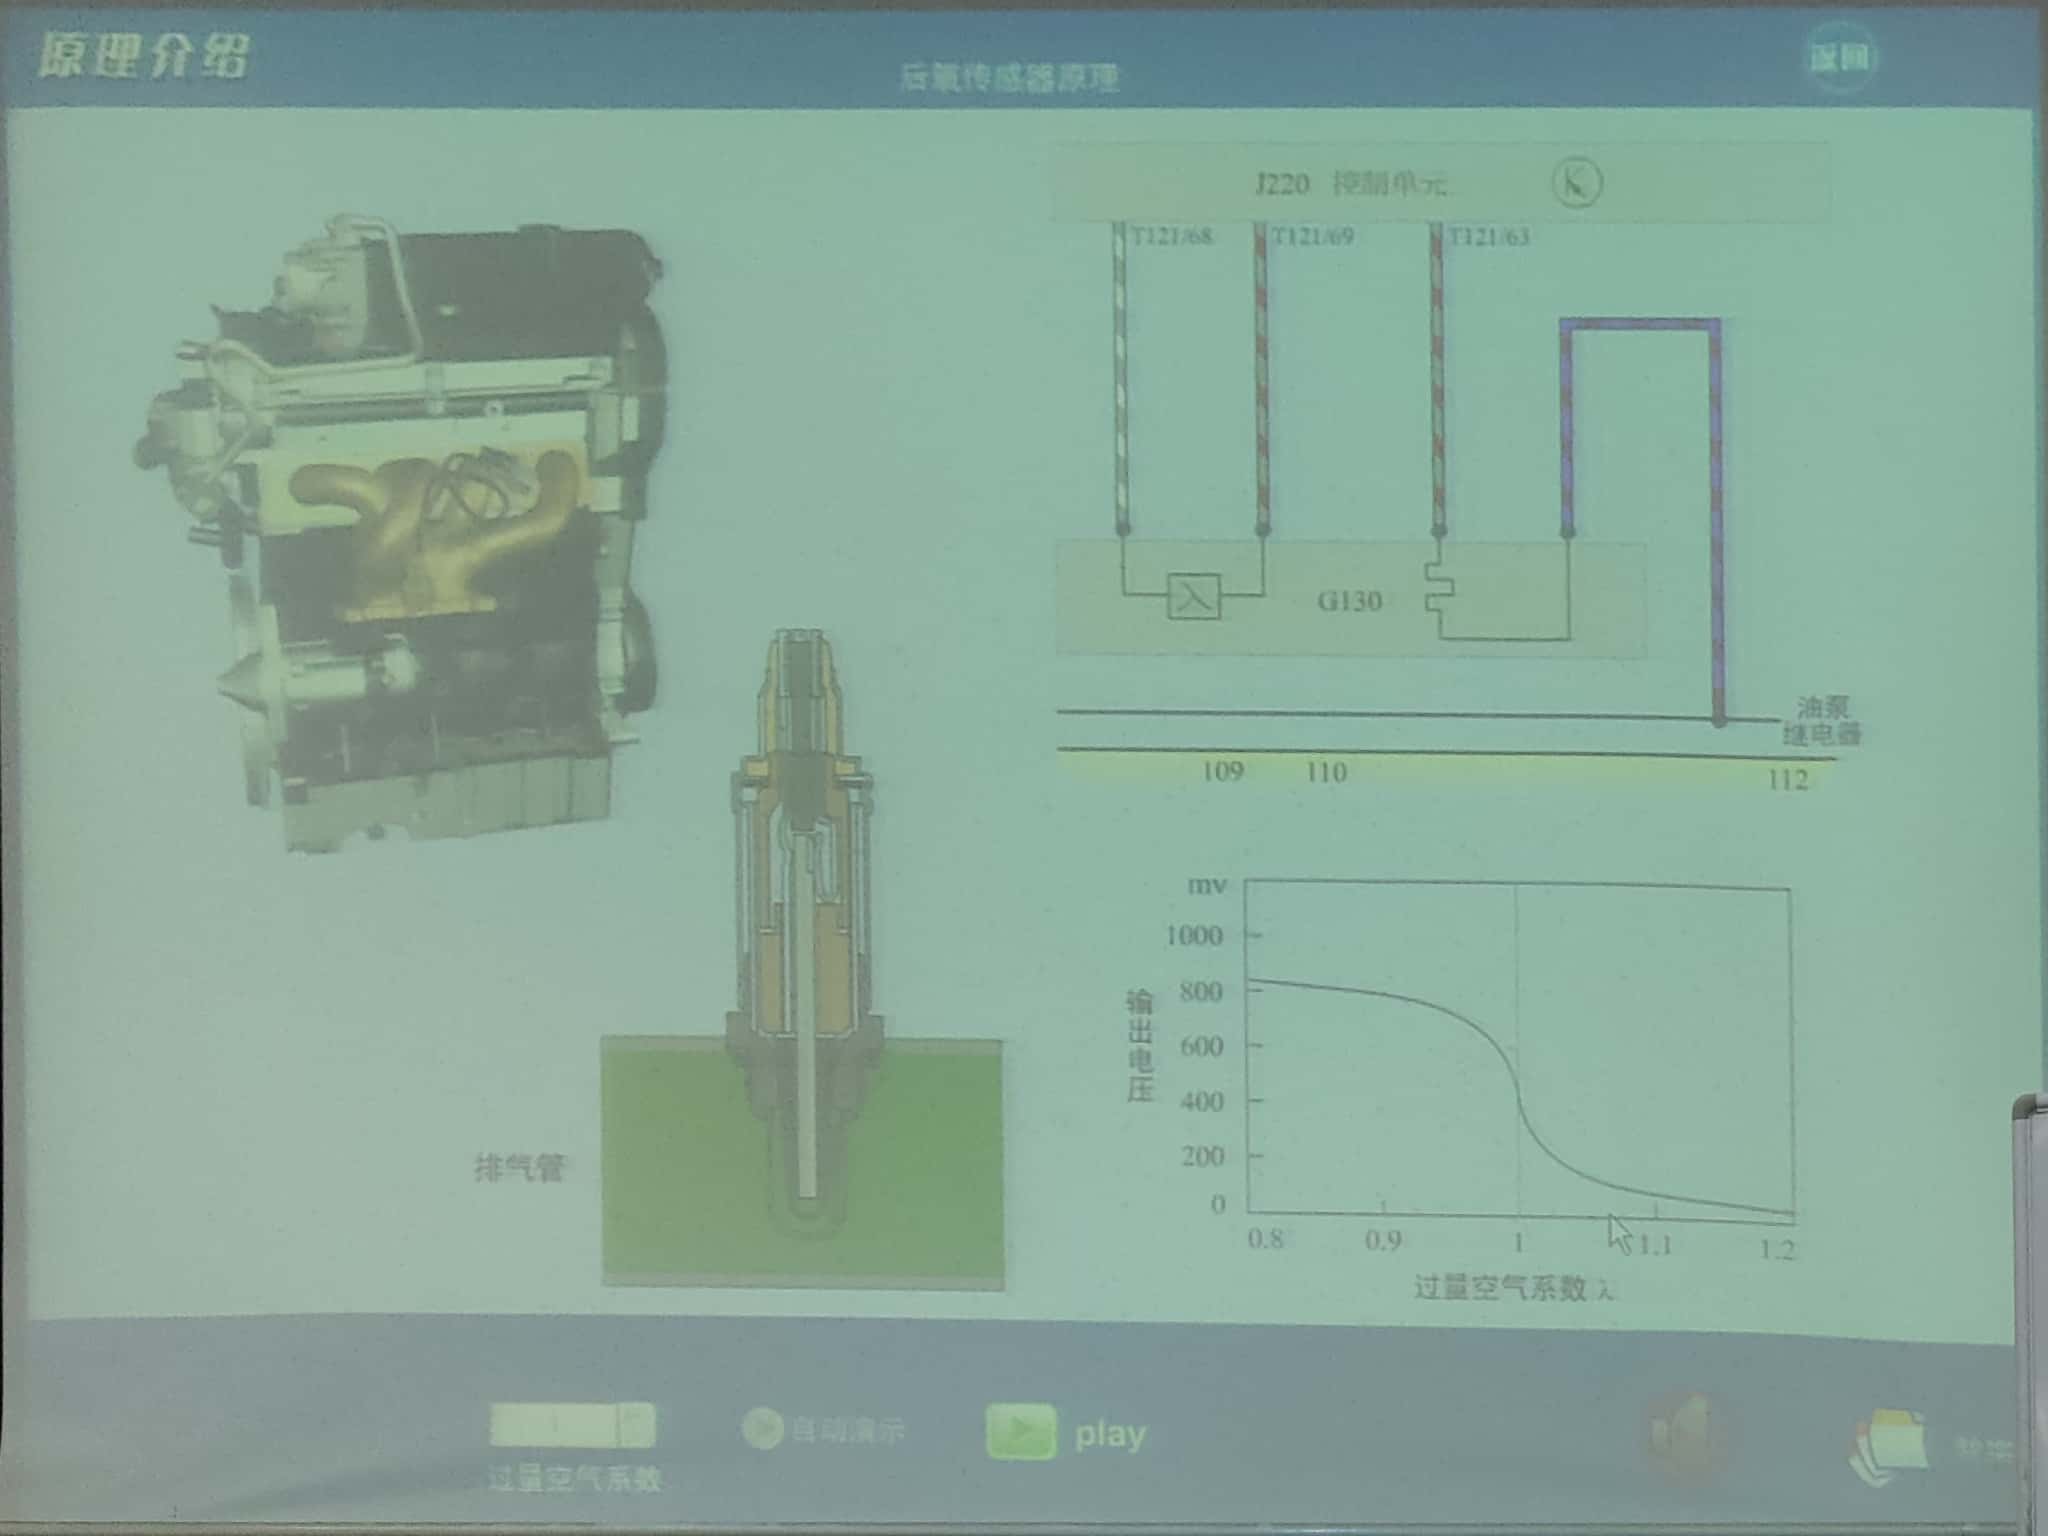 原理介绍
后氧传感器原理
返回
J220 控制单元 K
T121/68 T121/69 T121/63
G130
油泵
继电器
109 110 112
mv
1000
800
600
400
200
0
输出电压
0.8 0.9 1 1.1 1.2
过量空气系数 λ
排气管
1
自动演示
play
过量空气系数